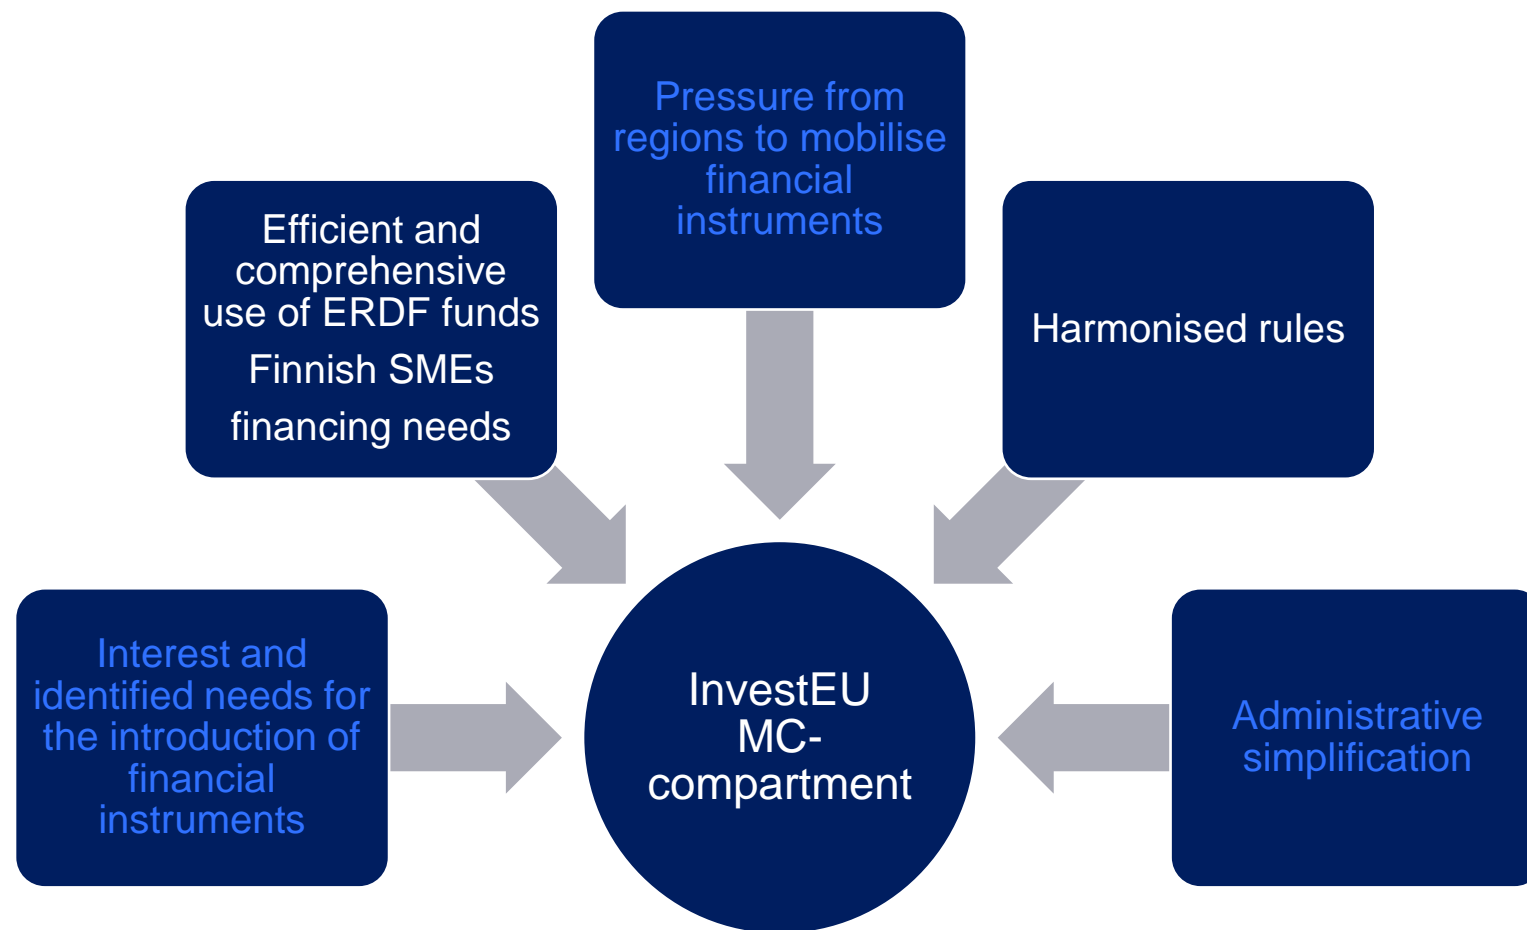 Pressure from
regions to mobilise
financial
instruments
Efficient and
comprehensive
use of ERDF funds
Finnish SMEs
financing needs
Harmonised rules
Interest and
identified needs for
the introduction of
financial
instruments
InvestEU
MC-
compartment
Administrative
simplification